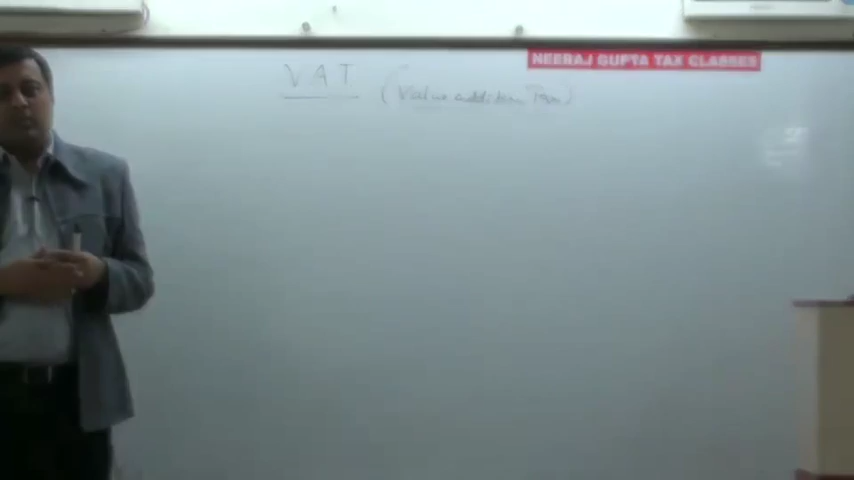 NEERAJ GUPTA TAX CLASSES
VAT
(Value addition Tax)